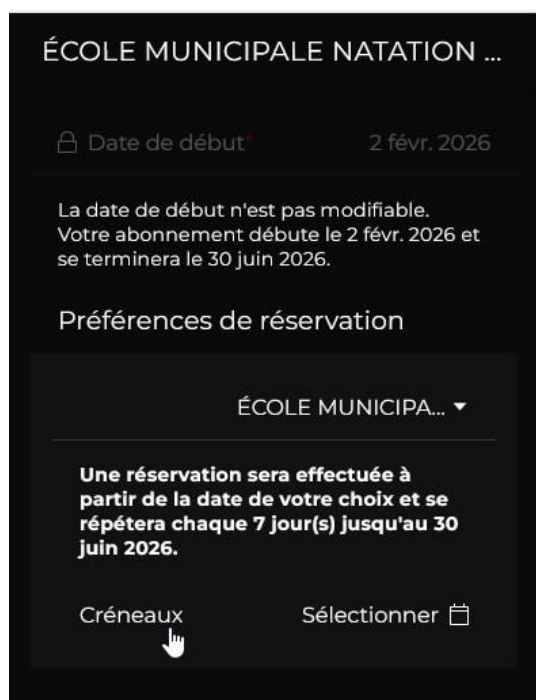 ÉCOLE MUNICIPALE NATATION ...
Date de début* 2 févr. 2026
La date de début n'est pas modifiable.
Votre abonnement débute le 2 févr. 2026 et
se terminera le 30 juin 2026.
Préférences de réservation
ÉCOLE MUNICIPA...
Une réservation sera effectuée à
partir de la date de votre choix et se
répétera chaque 7 jour(s) jusqu'au 30
juin 2026.
Créneaux Sélectionner